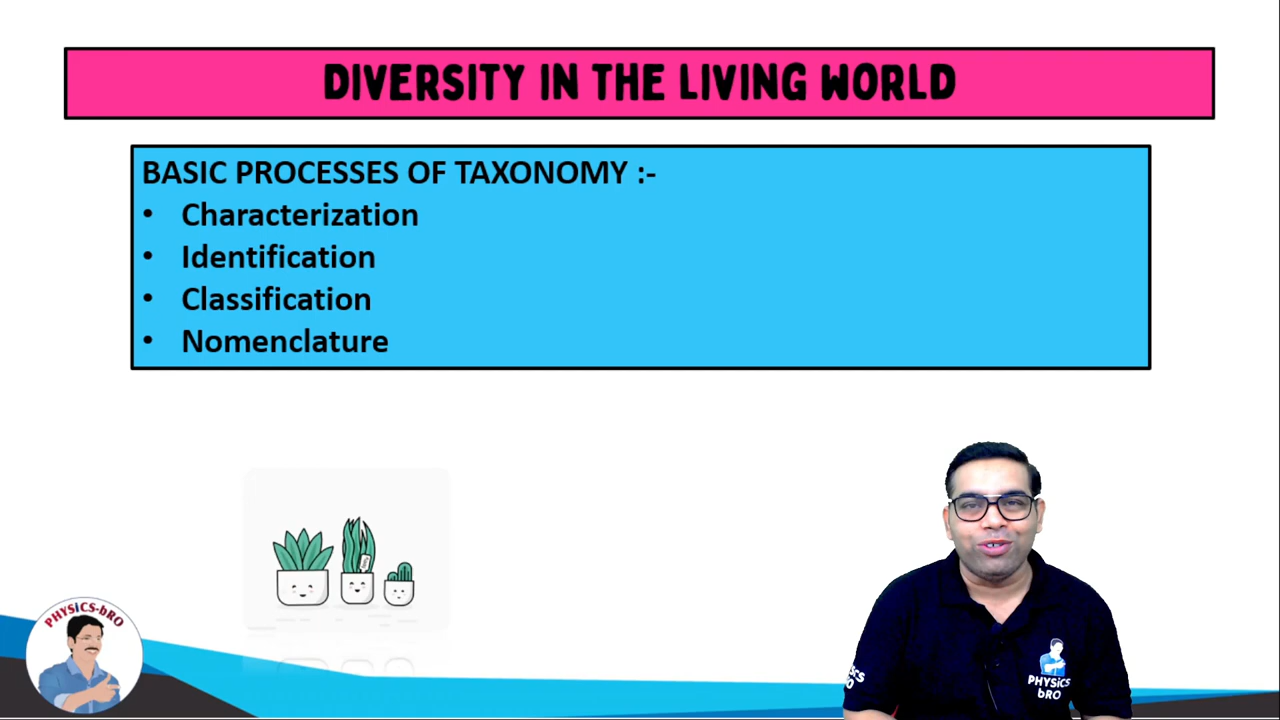 DIVERSITY IN THE LIVING WORLD
BASIC PROCESSES OF TAXONOMY :-
• Characterization
• Identification
• Classification
• Nomenclature
PHYSiCS-bRO
PHYSiCS
bRO